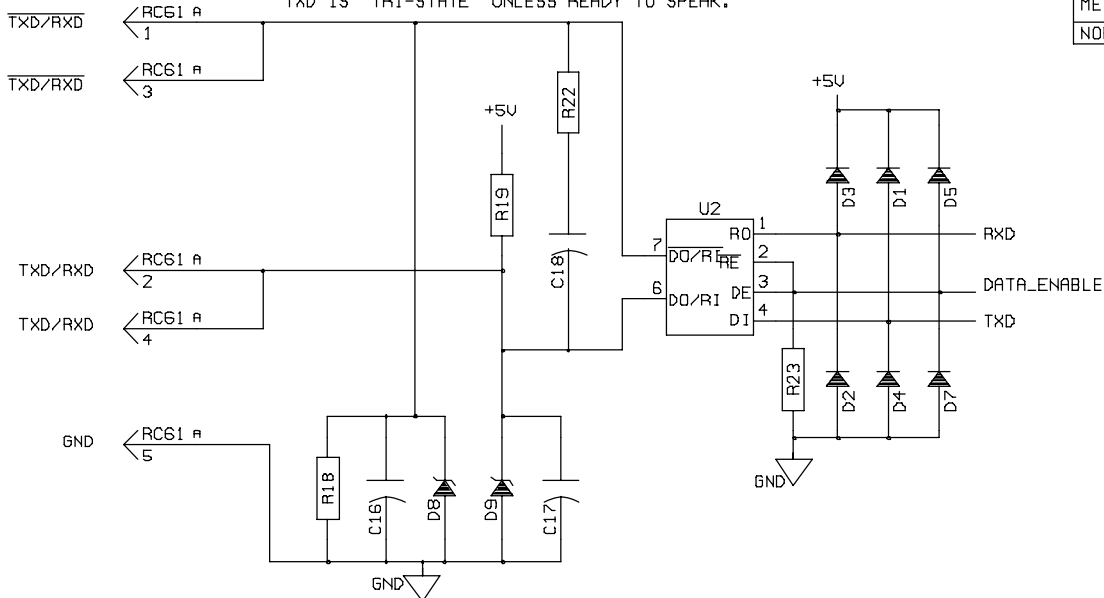 TXD IS "TRI-STATE" UNLESS READY TO SPEAK.
ME
NO
TXD/RXD
RC61 A
1
TXD/RXD
RC61 A
3
+5V
R22
+5V
R19
D3
D1
D5
U2
C18
7
DO/RI
RO
1
RXD
TXD/RXD
RC61 A
2
RE
2
6
DO/RI
DE
3
DATA_ENABLE
TXD/RXD
RC61 A
4
DI
4
TXD
R23
D2
D4
D7
GND
RC61 A
5
GND
R18
C16
D8
D9
C17
GND